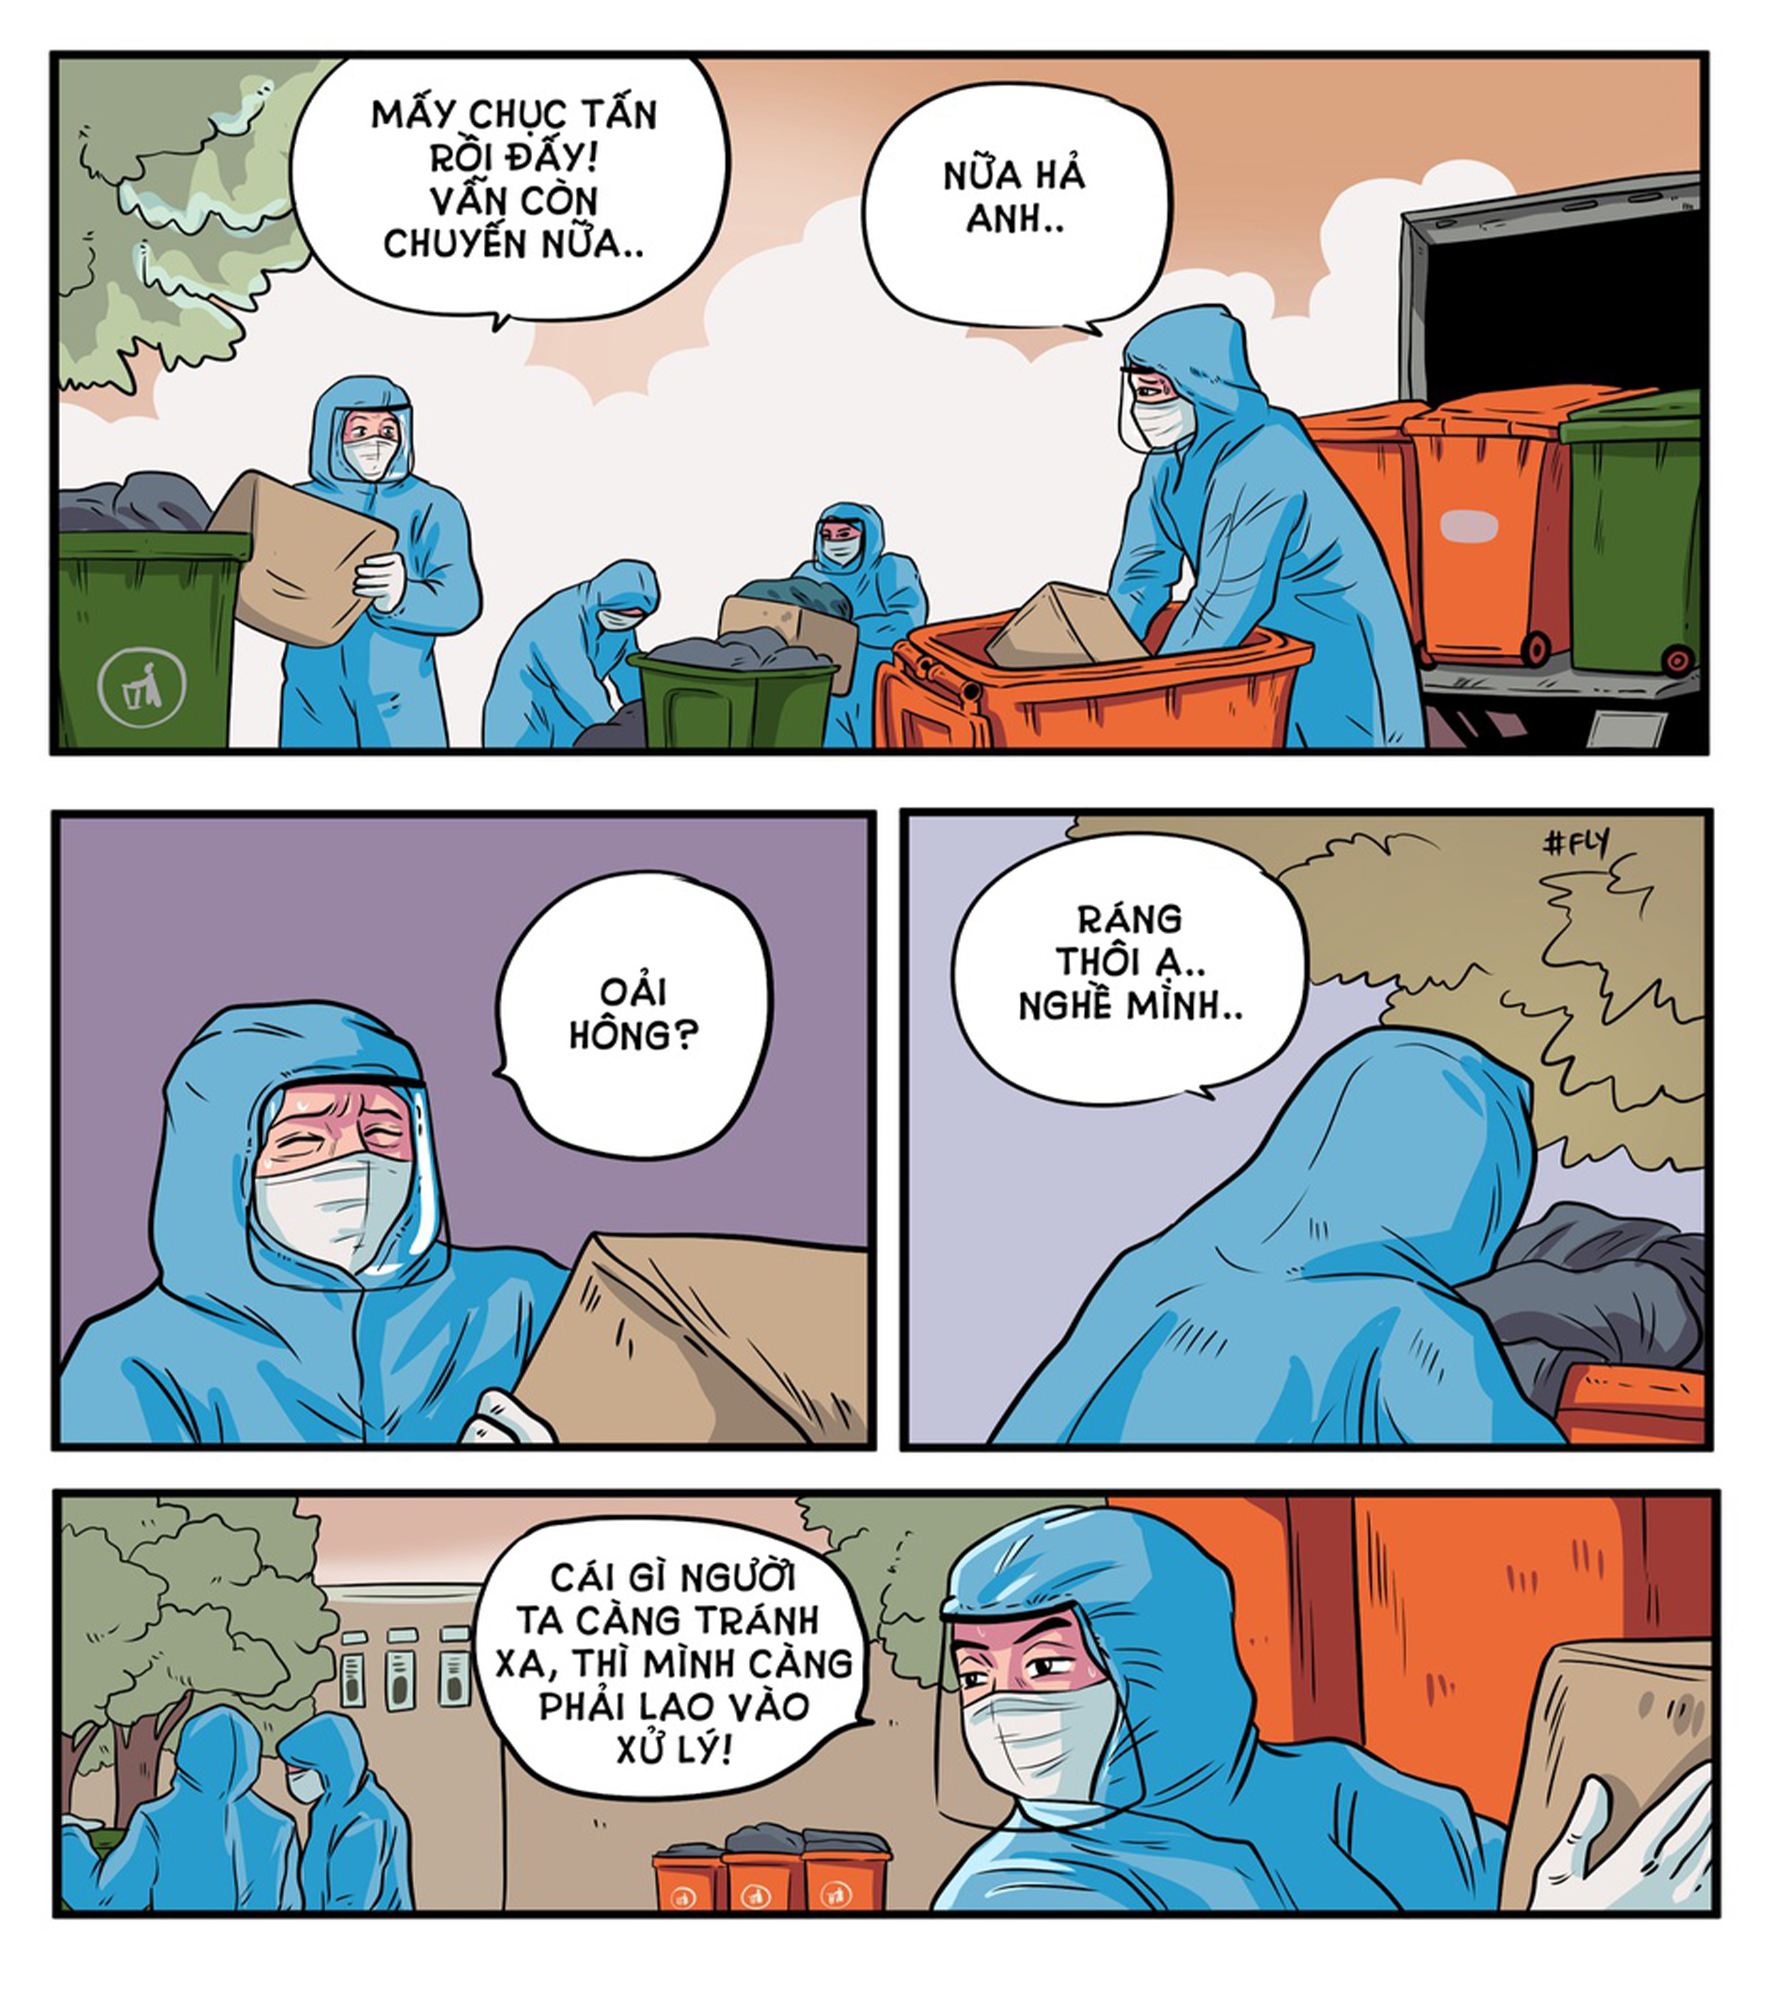 MẤY CHỤC TẤN
RỒI ĐẤY!
VẪN CÒN
CHUYẾN NỮA..
NỮA HẢ
ANH..
OẢI
HÔNG?
#FLY
RÁNG
THÔI Ạ..
NGHỀ MÌNH..
CÁI GÌ NGƯỜI
TA CÀNG TRÁNH
XA, THÌ MÌNH CÀNG
PHẢI LAO VÀO
XỬ LÝ!